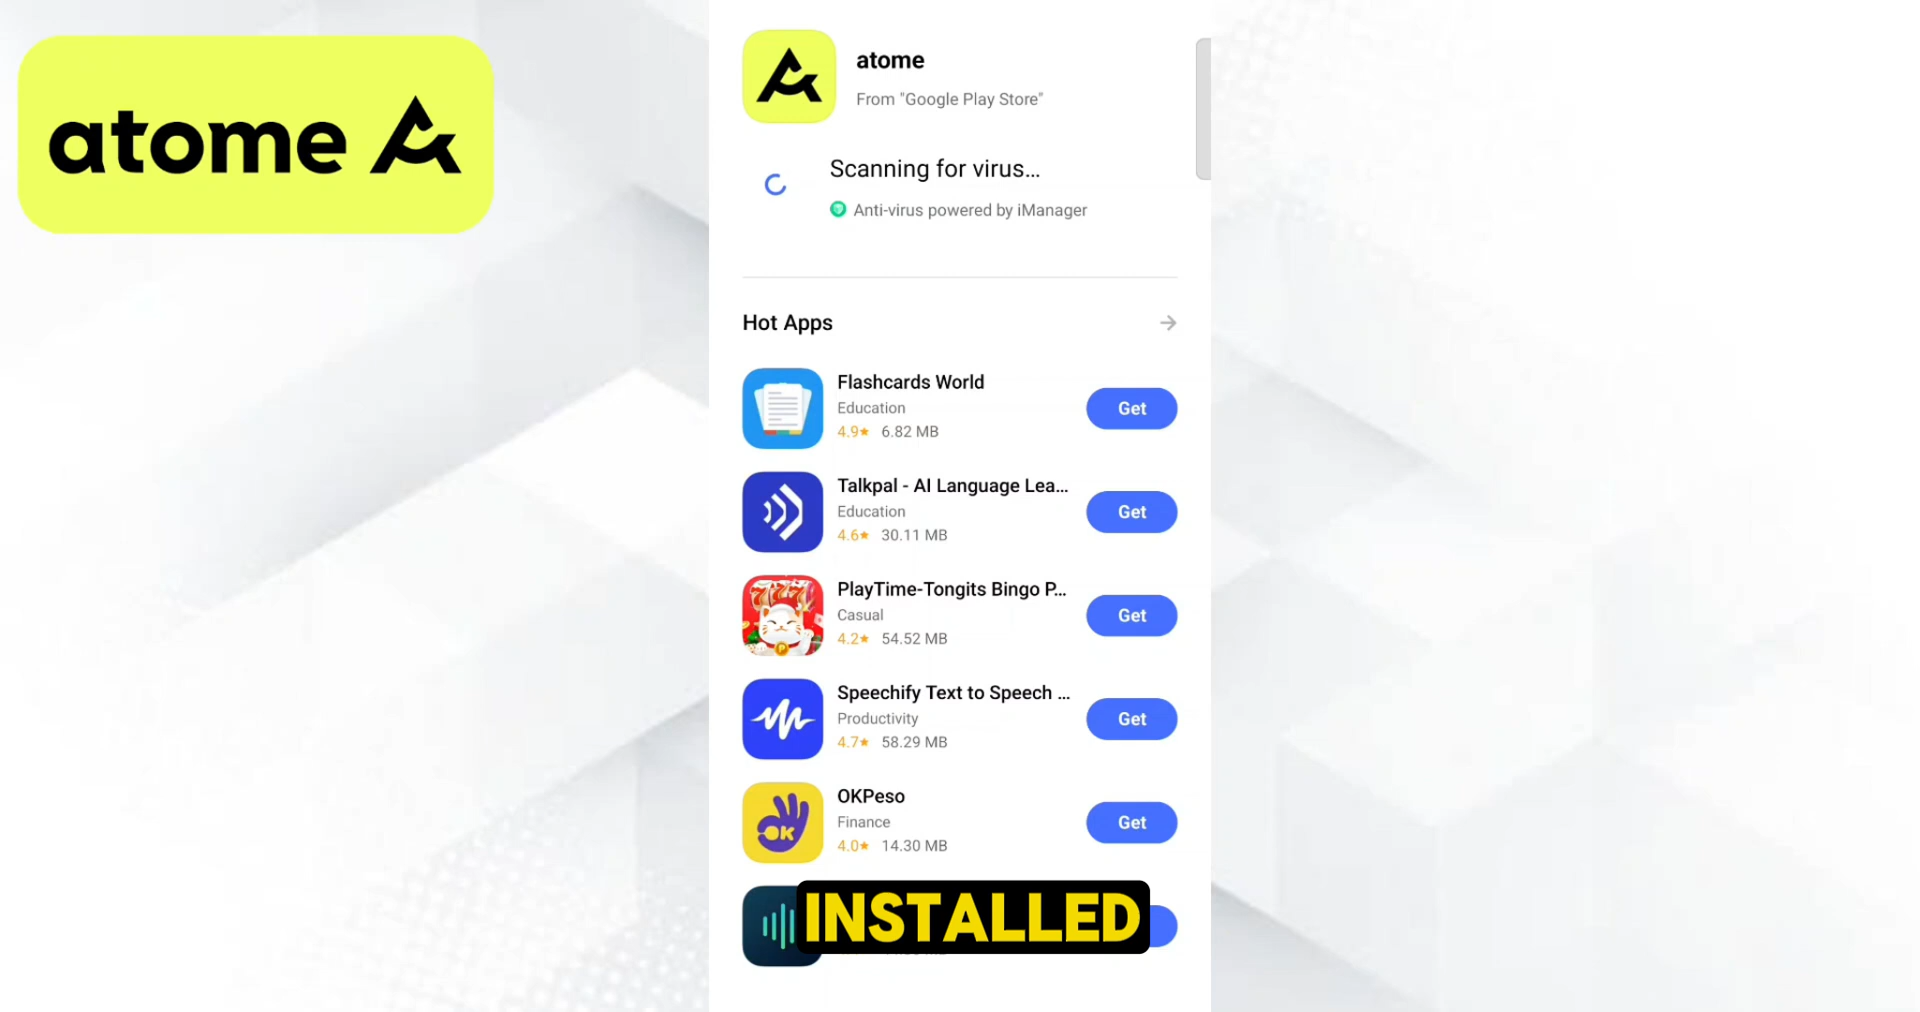 atome
atome
From "Google Play Store"
Scanning for virus...
Anti-virus powered by iManager
Hot Apps
Flashcards World
Education
4.9★ 6.82 MB
Get
Talkpal - AI Language Lea...
Education
4.6★ 30.11 MB
Get
777
PlayTime-Tongits Bingo P...
Casual
4.2★ 54.52 MB
Get
Speechify Text to Speech ...
Productivity
4.7★ 58.29 MB
Get
OK
OKPeso
Finance
4.0★ 14.30 MB
Get
INSTALLED